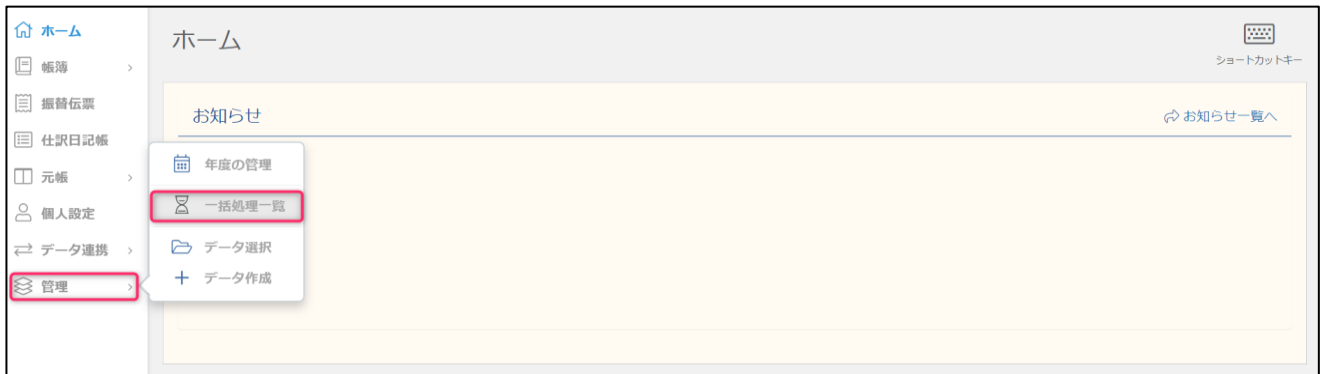 ホーム
帳簿
振替伝票
仕訳日記帳
元帳
個人設定
データ連携
管理
ホーム
ショートカットキー
お知らせ
お知らせ一覧へ
年度の管理
一括処理一覧
データ選択
データ作成